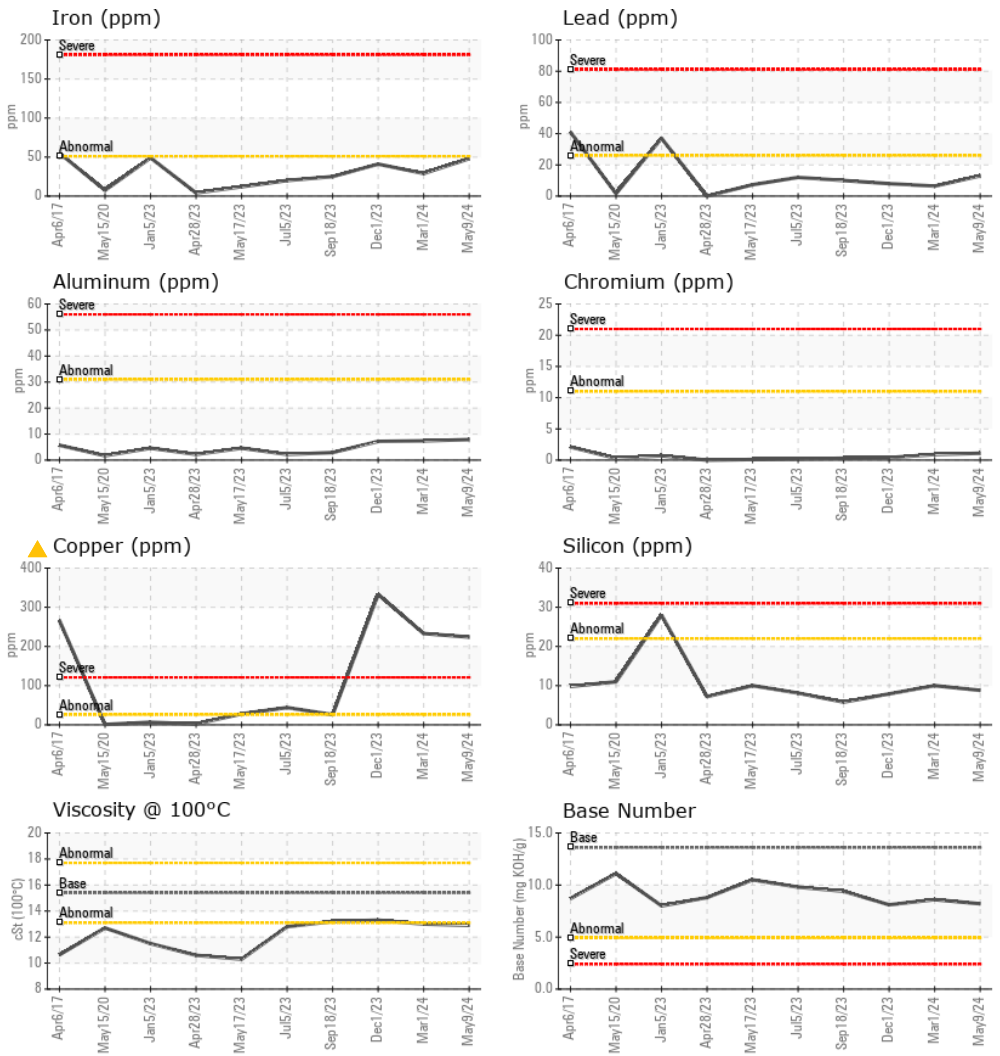 Iron (ppm)
200
150
100
50
0
ppm
Severe
Abnormal
Apr6/17
May15/20
Jan5/23
Apr28/23
May17/23
Jul5/23
Sep18/23
Dec1/23
Mar1/24
May9/24
Lead (ppm)
100
80
60
40
20
0
ppm
Severe
Abnormal
Apr6/17
May15/20
Jan5/23
Apr28/23
May17/23
Jul5/23
Sep18/23
Dec1/23
Mar1/24
May9/24
Aluminum (ppm)
60
50
40
30
20
10
0
ppm
Severe
Abnormal
Apr6/17
May15/20
Jan5/23
Apr28/23
May17/23
Jul5/23
Sep18/23
Dec1/23
Mar1/24
May9/24
Chromium (ppm)
25
20
15
10
5
0
ppm
Severe
Abnormal
Apr6/17
May15/20
Jan5/23
Apr28/23
May17/23
Jul5/23
Sep18/23
Dec1/23
Mar1/24
May9/24
Copper (ppm)
400
300
200
100
0
ppm
Severe
Abnormal
Apr6/17
May15/20
Jan5/23
Apr28/23
May17/23
Jul5/23
Sep18/23
Dec1/23
Mar1/24
May9/24
Silicon (ppm)
40
30
20
10
0
ppm
Severe
Abnormal
Apr6/17
May15/20
Jan5/23
Apr28/23
May17/23
Jul5/23
Sep18/23
Dec1/23
Mar1/24
May9/24
Viscosity @ 100°C
20
18
16
14
12
10
8
cSt (100°C)
Abnormal
Base
Abnormal
Apr6/17
May15/20
Jan5/23
Apr28/23
May17/23
Jul5/23
Sep18/23
Dec1/23
Mar1/24
May9/24
Base Number
15.0
10.0
5.0
0.0
Base Number (mg KOH/g)
Base
Abnormal
Severe
Apr6/17
May15/20
Jan5/23
Apr28/23
May17/23
Jul5/23
Sep18/23
Dec1/23
Mar1/24
May9/24